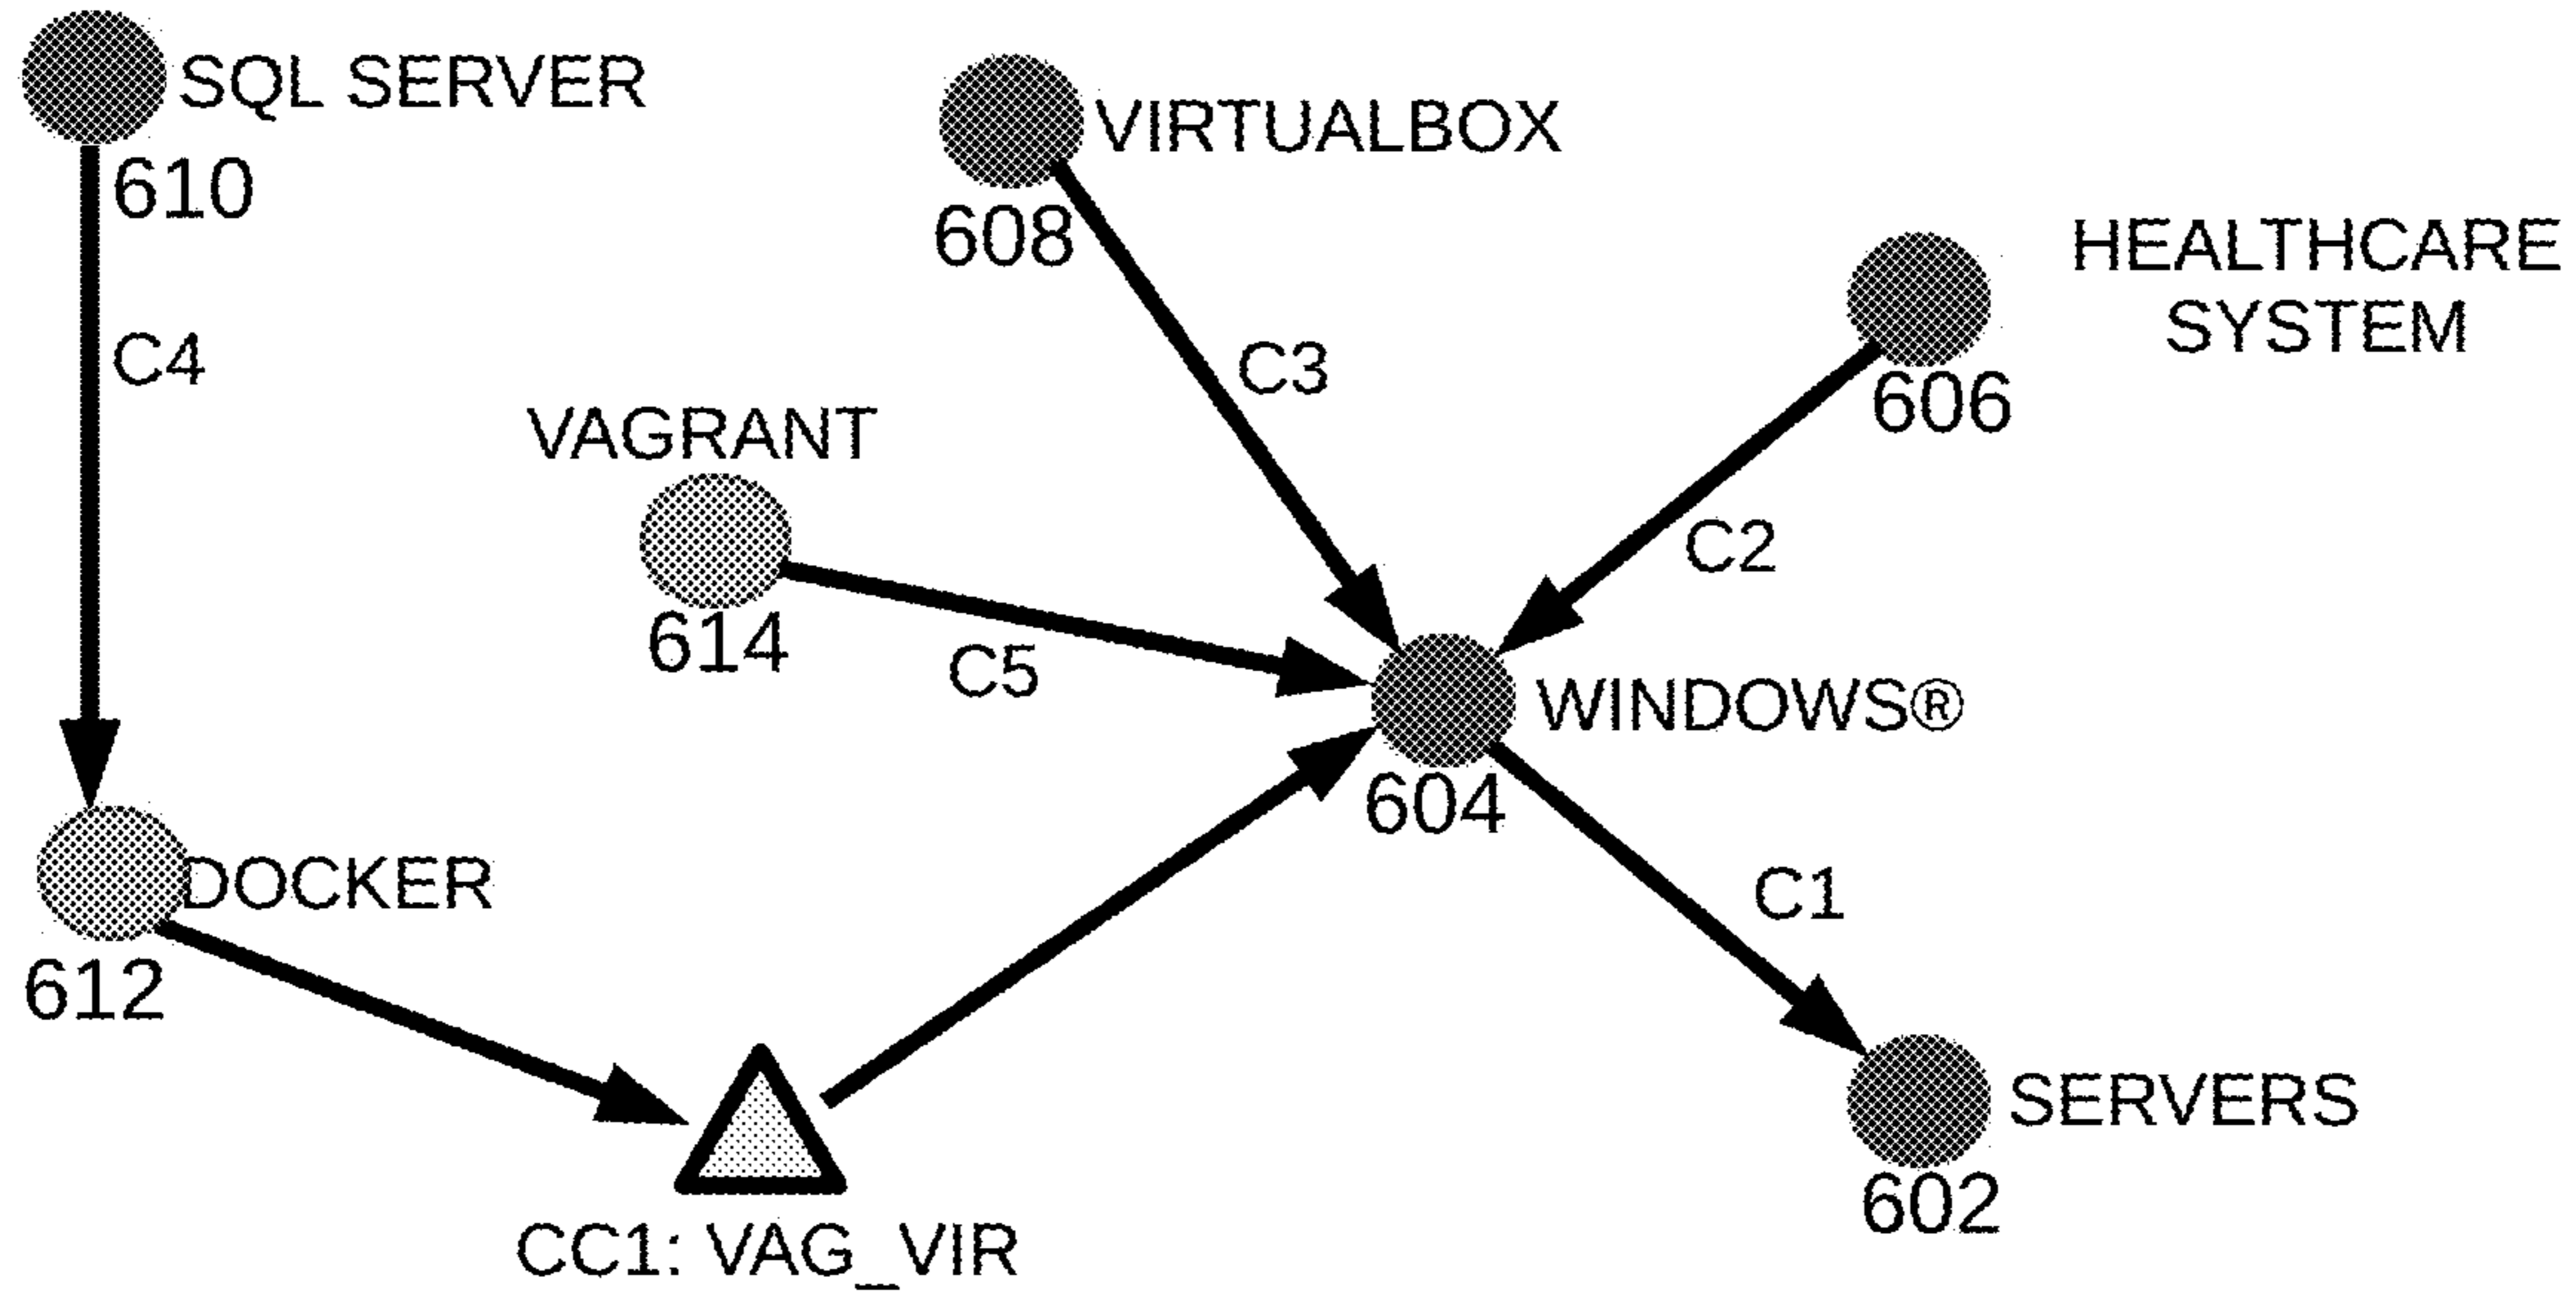 SQL SERVER
610
C4
VIRTUALBOX
608
C3
HEALTHCARE
SYSTEM
606
C2
VAGRANT
614
C5
WINDOWS®
604
C1
DOCKER
612
CC1: VAG_VIR
SERVERS
602